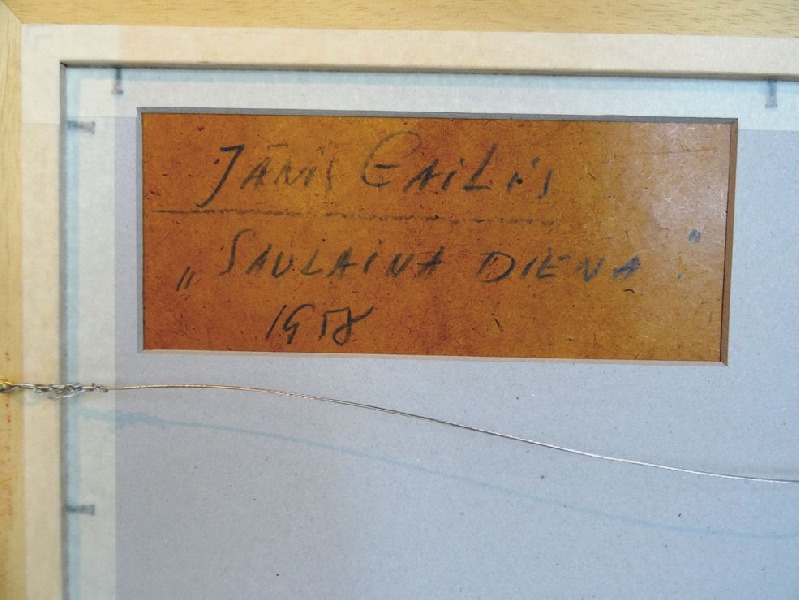 JĀNIS GAILIS
„SAULAINA DIENA"
1958